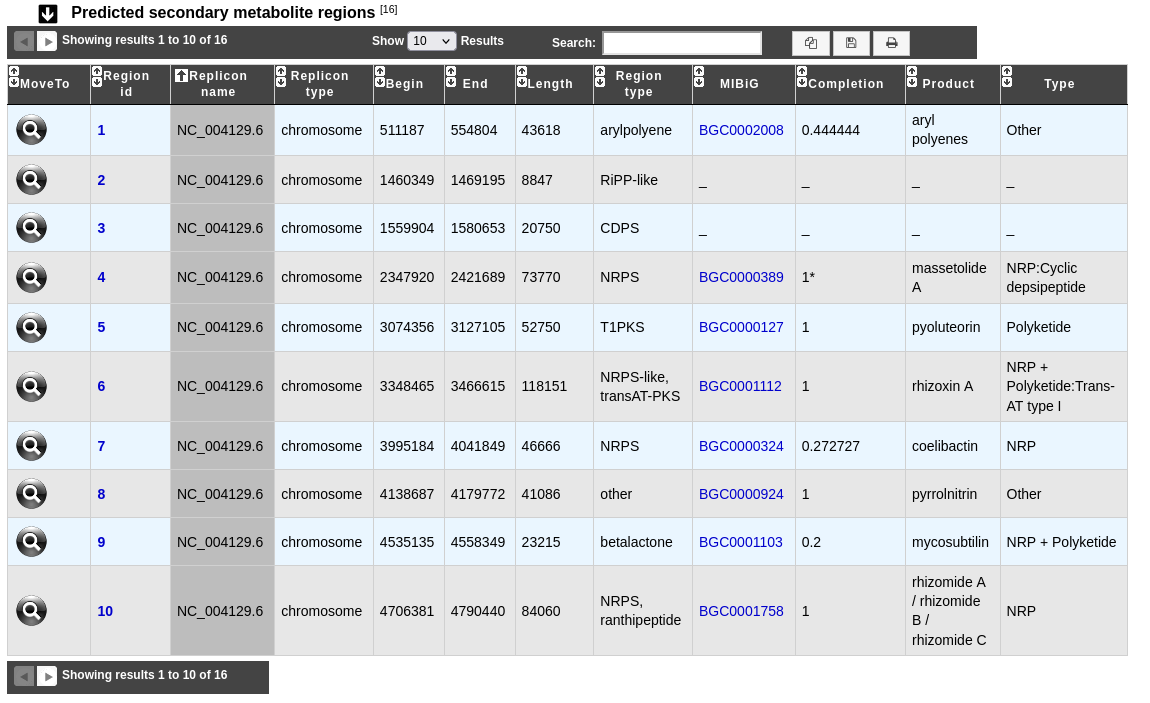 Predicted secondary metabolite regions [16]
Showing results 1 to 10 of 16 Show 10 Results Search:
MoveTo Region id Replicon name Replicon type Begin End Length Region type MIBiG Completion Product Type
1 NC_004129.6 chromosome 511187 554804 43618 arylpolyene BGC0002008 0.444444 aryl polyenes Other
2 NC_004129.6 chromosome 1460349 1469195 8847 RiPP-like _ _ _ _
3 NC_004129.6 chromosome 1559904 1580653 20750 CDPS _ _ _ _
4 NC_004129.6 chromosome 2347920 2421689 73770 NRPS BGC0000389 1* massetolide A NRP:Cyclic depsipeptide
5 NC_004129.6 chromosome 3074356 3127105 52750 T1PKS BGC0000127 1 pyoluteorin Polyketide
6 NC_004129.6 chromosome 3348465 3466615 118151 NRPS-like, transAT-PKS BGC0001112 1 rhizoxin A NRP + Polyketide:Trans-AT type I
7 NC_004129.6 chromosome 3995184 4041849 46666 NRPS BGC0000324 0.272727 coelibactin NRP
8 NC_004129.6 chromosome 4138687 4179772 41086 other BGC0000924 1 pyrrolnitrin Other
9 NC_004129.6 chromosome 4535135 4558349 23215 betalactone BGC0001103 0.2 mycosubtilin NRP + Polyketide
10 NC_004129.6 chromosome 4706381 4790440 84060 NRPS, ranthipeptide BGC0001758 1 rhizomide A / rhizomide B / rhizomide C NRP
Showing results 1 to 10 of 16